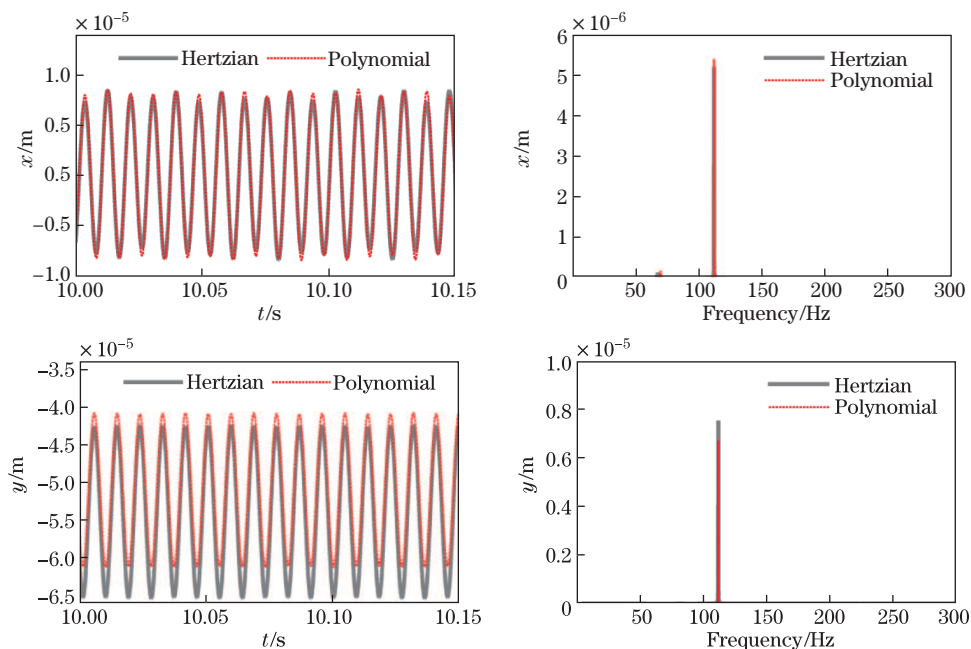 × 10⁻⁵
Hertzian Polynomial
1.0
0.5
0.5
−0.5
−1.0
x/m
10.00 10.05 10.10 10.15
t/s
× 10⁻⁶
6
5
4
3
2
1
0
x/m
Hertzian
Polynomial
50 100 150 200 250 300
Frequency/Hz
× 10⁻⁵
−3.5
−4.0
−4.5
−5.0
−5.5
−6.0
−6.5
y/m
Hertzian Polynomial
10.00 10.05 10.10 10.15
t/s
× 10⁻⁵
1.0
0.8
0.6
0.4
0.2
0
y/m
Hertzian
Polynomial
50 100 150 200 250 300
Frequency/Hz